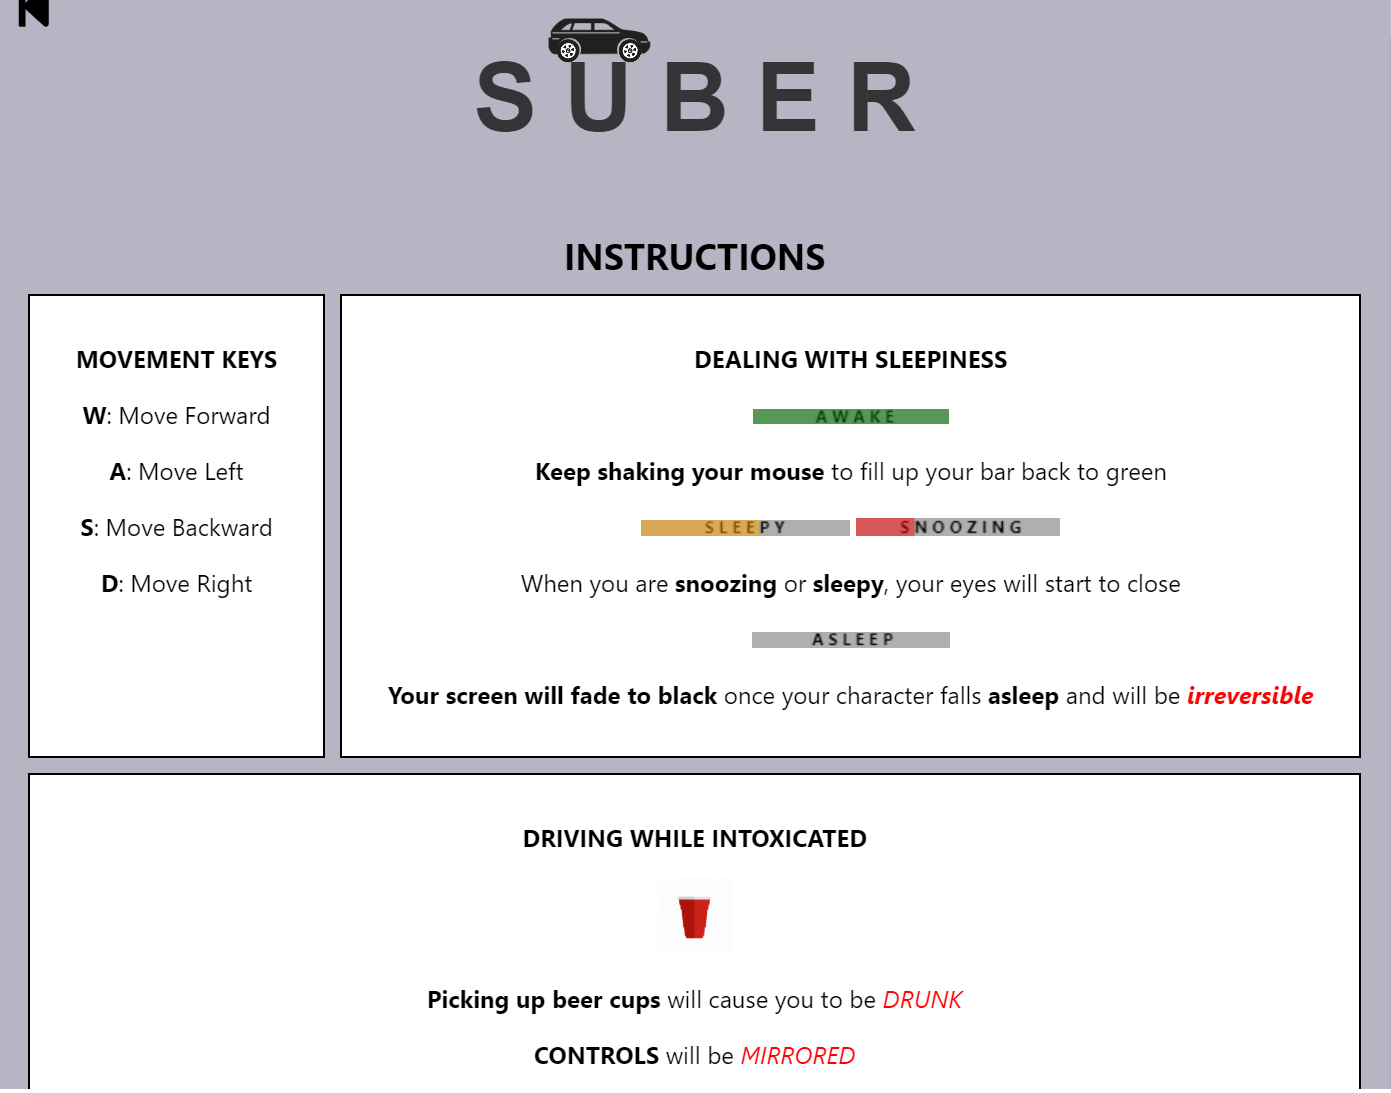 SUBER
INSTRUCTIONS
MOVEMENT KEYS
W: Move Forward
A: Move Left
S: Move Backward
D: Move Right
DEALING WITH SLEEPINESS
AWAKE
Keep shaking your mouse to fill up your bar back to green
SLEEPY SNOOZING
When you are snoozing or sleepy, your eyes will start to close
ASLEEP
Your screen will fade to black once your character falls asleep and will be irreversible
DRIVING WHILE INTOXICATED
Picking up beer cups will cause you to be DRUNK
CONTROLS will be MIRRORED